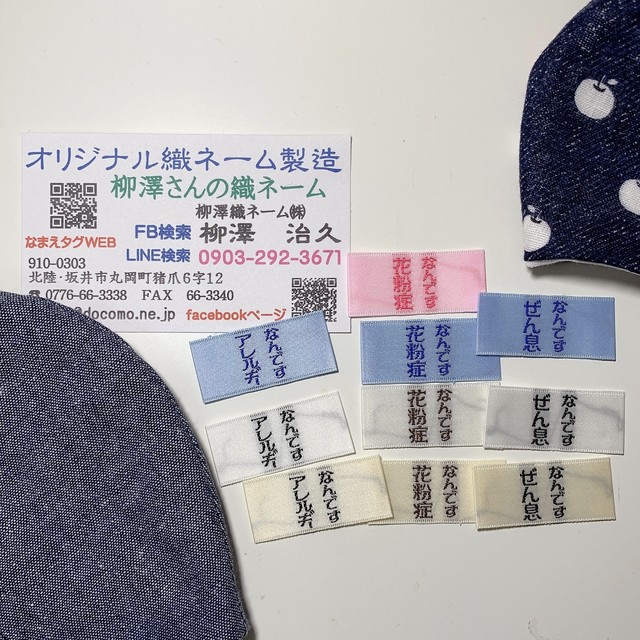 オリジナル織ネーム製造
柳澤さんの織ネーム
柳澤織ネーム㈱
なまえタグWEB
FB検索 柳澤 治久
LINE検索 0903-292-3671
910-0303
北陸・坂井市丸岡町猪爪6字12
☎0776-66-3338 FAX 66-3340
@docomo.ne.jp facebookページ
花粉症なんです
アレルギーなんです
花粉症なんです
ぜん息なんです
アレルギーなんです
花粉症なんです
ぜん息なんです
アレルギーなんです
花粉症なんです
ぜん息なんです